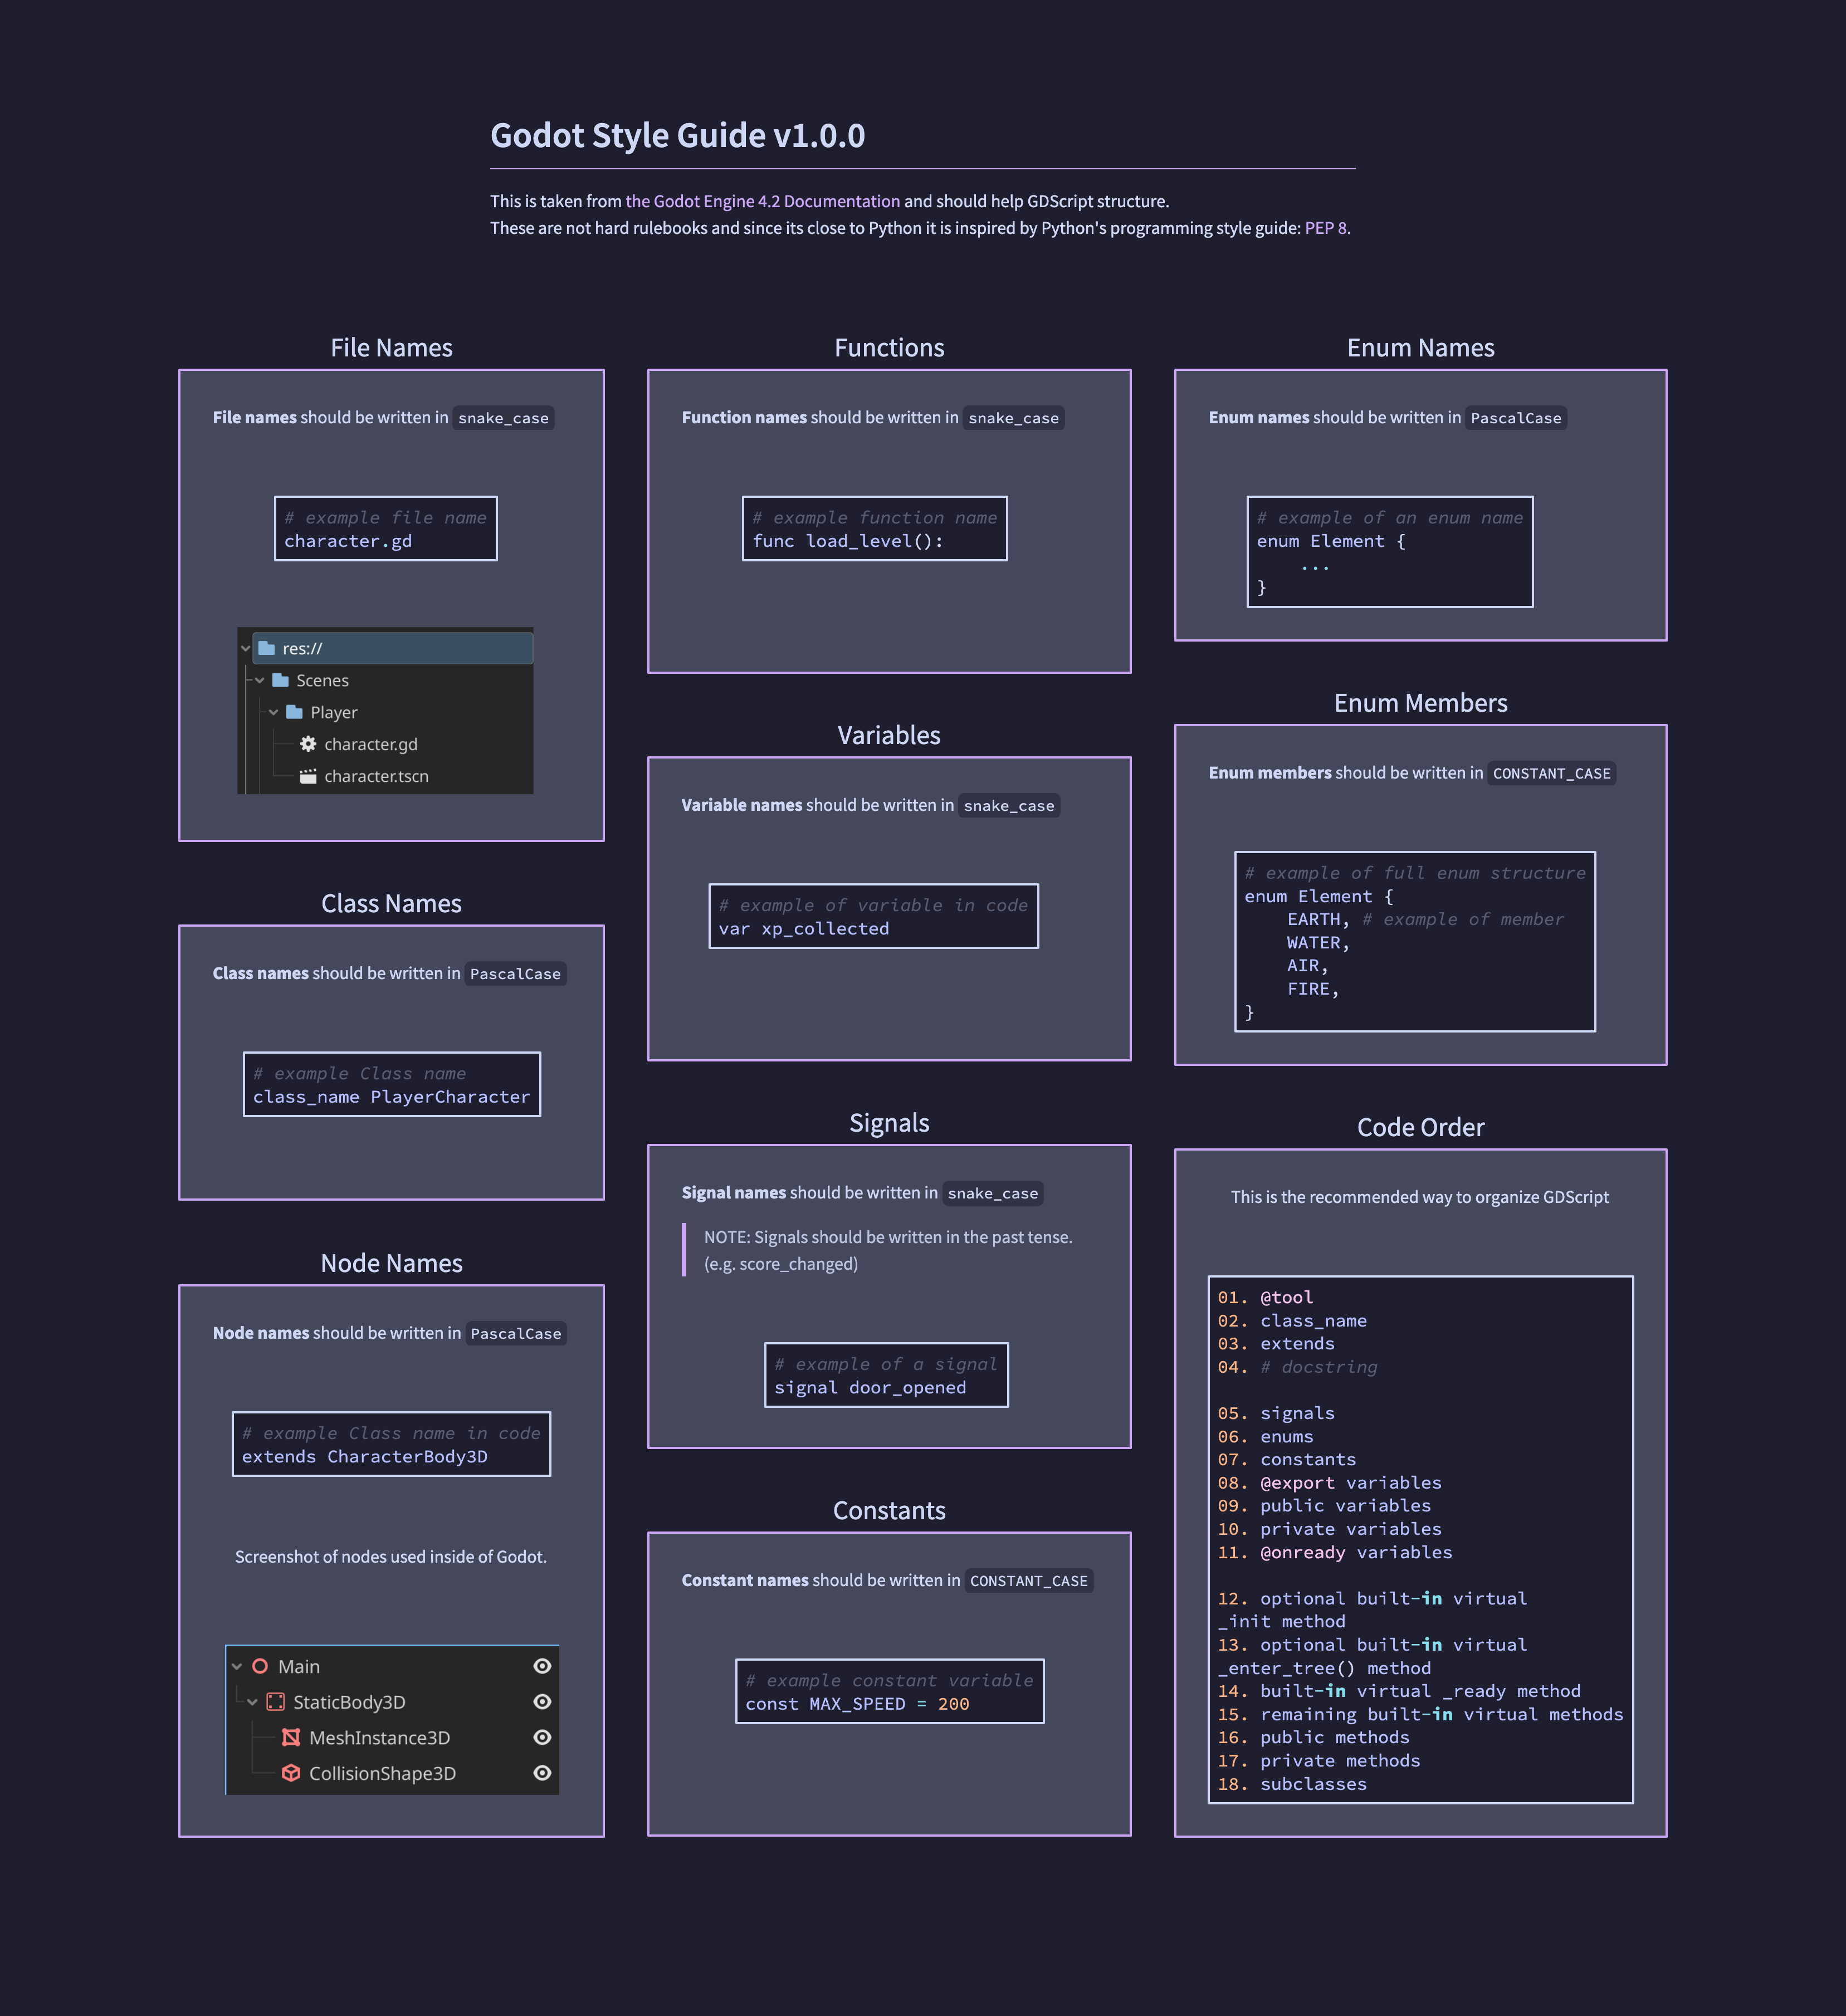 Godot Style Guide v1.0.0
This is taken from the Godot Engine 4.2 Documentation and should help GDScript structure.
These are not hard rulebooks and since its close to Python it is inspired by Python's programming style guide: PEP 8.
File Names
File names should be written in snake_case
# example file name
character.gd
res://
Scenes
Player
character.gd
character.tscn
Class Names
Class names should be written in PascalCase
# example Class name
class_name PlayerCharacter
Node Names
Node names should be written in PascalCase
# example Class name in code
extends CharacterBody3D
Screenshot of nodes used inside of Godot.
Main
StaticBody3D
MeshInstance3D
CollisionShape3D
Functions
Function names should be written in snake_case
# example function name
func load_level():
Variables
Variable names should be written in snake_case
# example of variable in code
var xp_collected
Signals
Signal names should be written in snake_case
NOTE: Signals should be written in the past tense.
(e.g. score_changed)
# example of a signal
signal door_opened
Constants
Constant names should be written in CONSTANT_CASE
# example constant variable
const MAX_SPEED = 200
Enum Names
Enum names should be written in PascalCase
# example of an enum name
enum Element {
...
}
Enum Members
Enum members should be written in CONSTANT_CASE
# example of full enum structure
enum Element {
EARTH, # example of member
WATER,
AIR,
FIRE,
}
Code Order
This is the recommended way to organize GDScript
01. @tool
02. class_name
03. extends
04. # docstring
05. signals
06. enums
07. constants
08. @export variables
09. public variables
10. private variables
11. @onready variables
12. optional built-in virtual
_init method
13. optional built-in virtual
_enter_tree() method
14. built-in virtual _ready method
15. remaining built-in virtual methods
16. public methods
17. private methods
18. subclasses